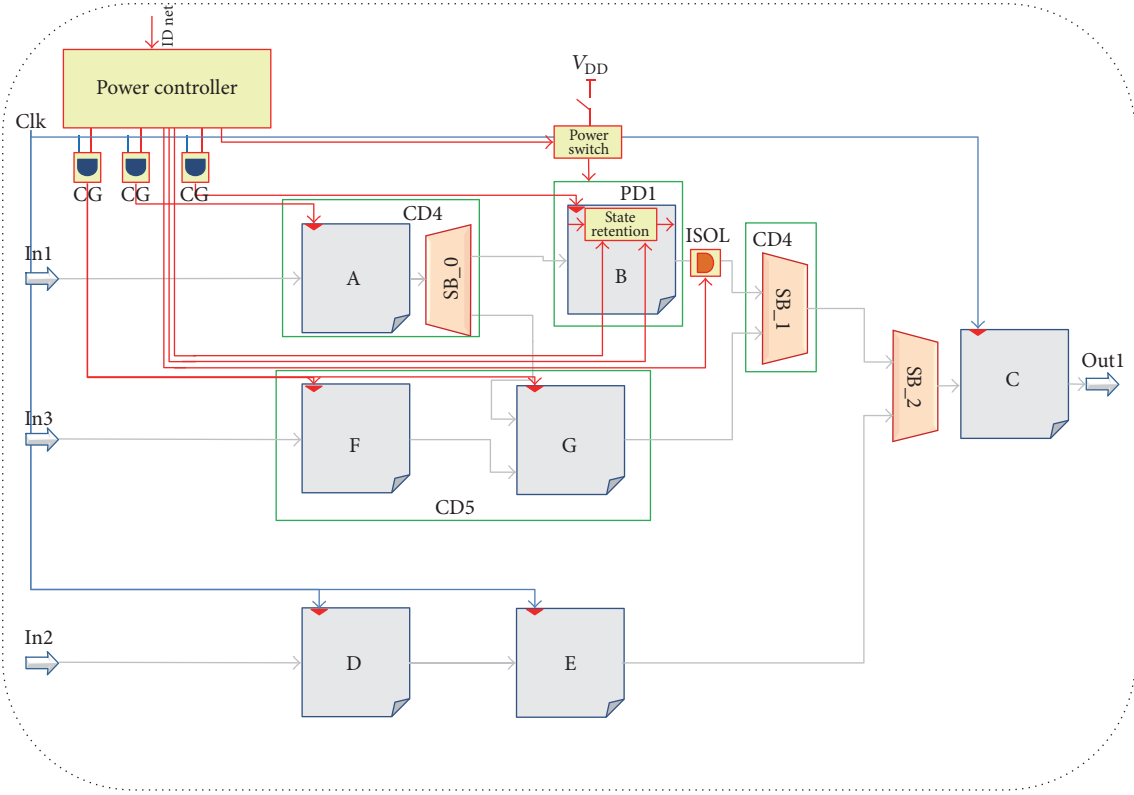 ID net
Power controller
V_DD
Clk
Power
switch
CG
CG
CG
PD1
CD4
State
retention
ISOL
CD4
In1
A
SB_0
B
SB_1
SB_2
C
Out1
In3
F
G
CD5
In2
D
E